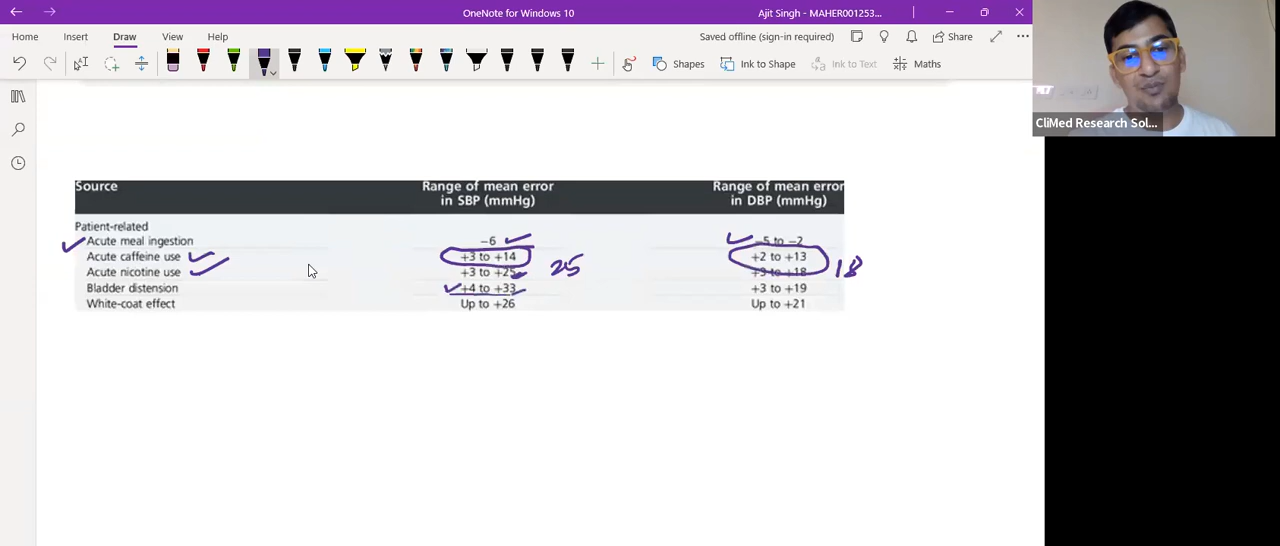 OneNote for Windows 10
Ajit Singh - MAHER001253...
Home Insert Draw View Help
Saved offline (sign-in required) Share
Shapes Ink to Shape Ink to Text Maths
CliMed Research Sol...
Source Range of mean error Range of mean error
in SBP (mmHg) in DBP (mmHg)
Patient-related
Acute meal ingestion −6 −5 to −2
Acute caffeine use +3 to +14 +2 to +13
Acute nicotine use +3 to +25 25 +3 to +18 18
Bladder distension +4 to +33 +3 to +19
White-coat effect Up to +26 Up to +21